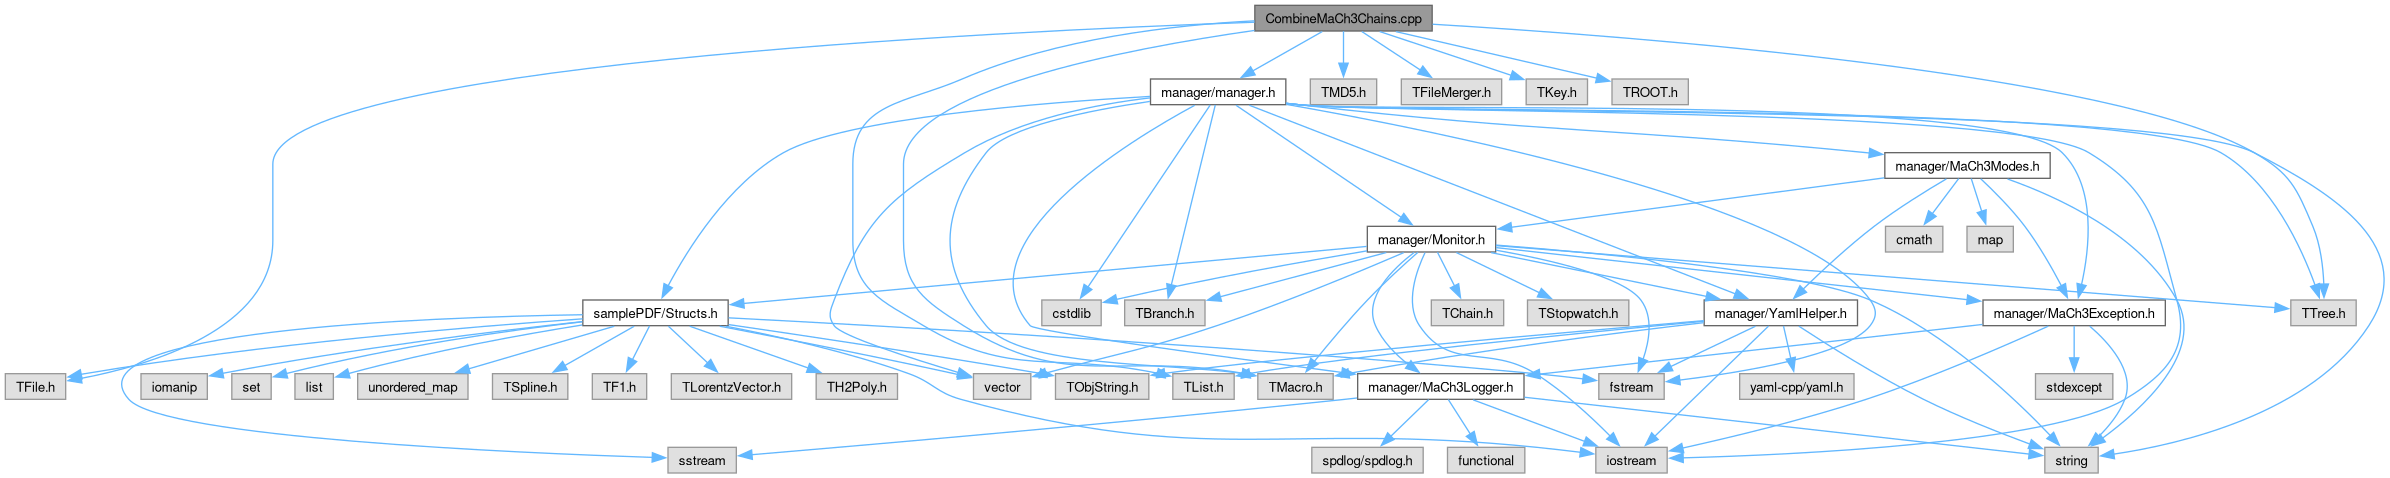 CombineMaCh3Chains.cpp
manager/manager.h
TMD5.h
TFileMerger.h
TKey.h
TROOT.h
manager/MaCh3Modes.h
manager/Monitor.h
cmath
map
samplePDF/Structs.h
cstdlib
TBranch.h
TChain.h
TStopwatch.h
manager/YamlHelper.h
manager/MaCh3Exception.h
TTree.h
TFile.h
iomanip
set
list
unordered_map
TSpline.h
TF1.h
TLorentzVector.h
TH2Poly.h
vector
TObjString.h
TList.h
TMacro.h
manager/MaCh3Logger.h
fstream
yaml-cpp/yaml.h
stdexcept
sstream
spdlog/spdlog.h
functional
iostream
string